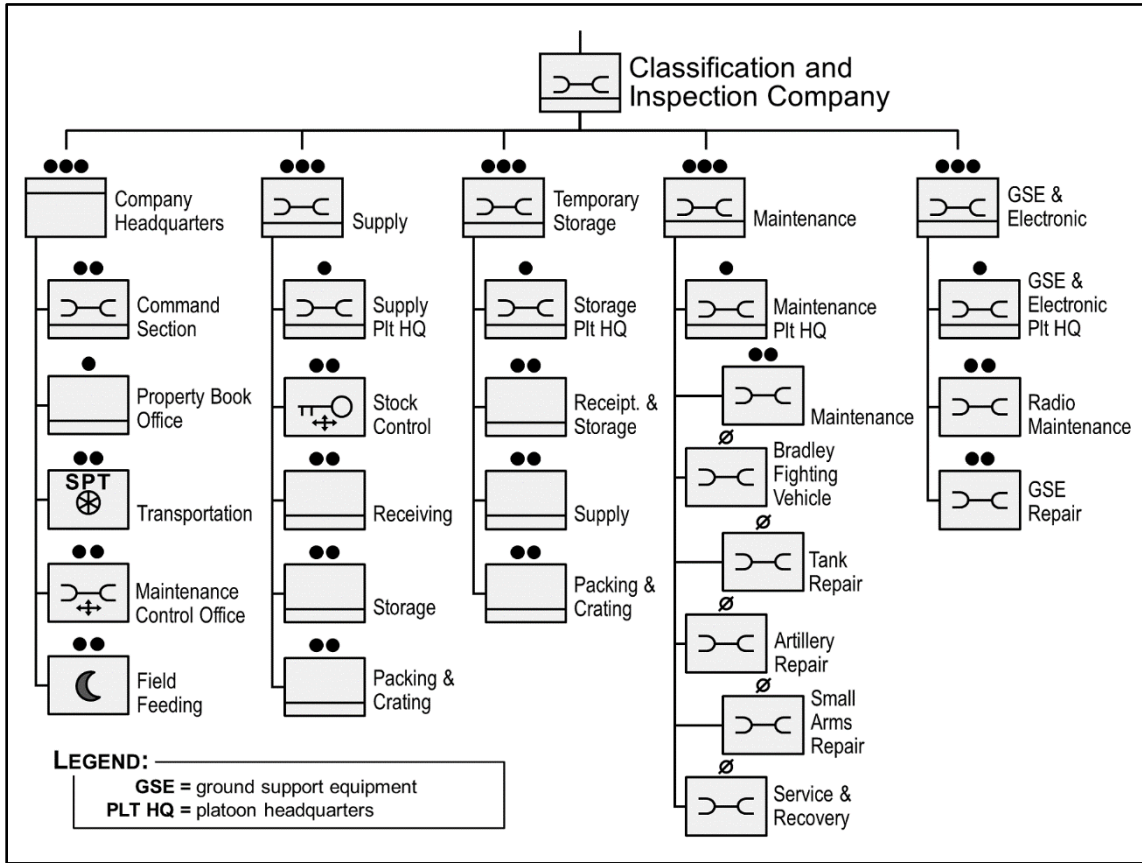 Classification and
Inspection Company
Company
Headquarters
Command
Section
Property Book
Office
SPT
Transportation
Maintenance
Control Office
Field
Feeding
Supply
Supply
Plt HQ
Stock
Control
Receiving
Storage
Packing &
Crating
Temporary
Storage
Storage
Plt HQ
Receipt. &
Storage
Supply
Packing &
Crating
Maintenance
Maintenance
Plt HQ
Maintenance
Bradley
Fighting
Vehicle
Tank
Repair
Artillery
Repair
Small
Arms
Repair
Service &
Recovery
GSE &
Electronic
GSE &
Electronic
Plt HQ
Radio
Maintenance
GSE
Repair
LEGEND:
GSE = ground support equipment
PLT HQ = platoon headquarters